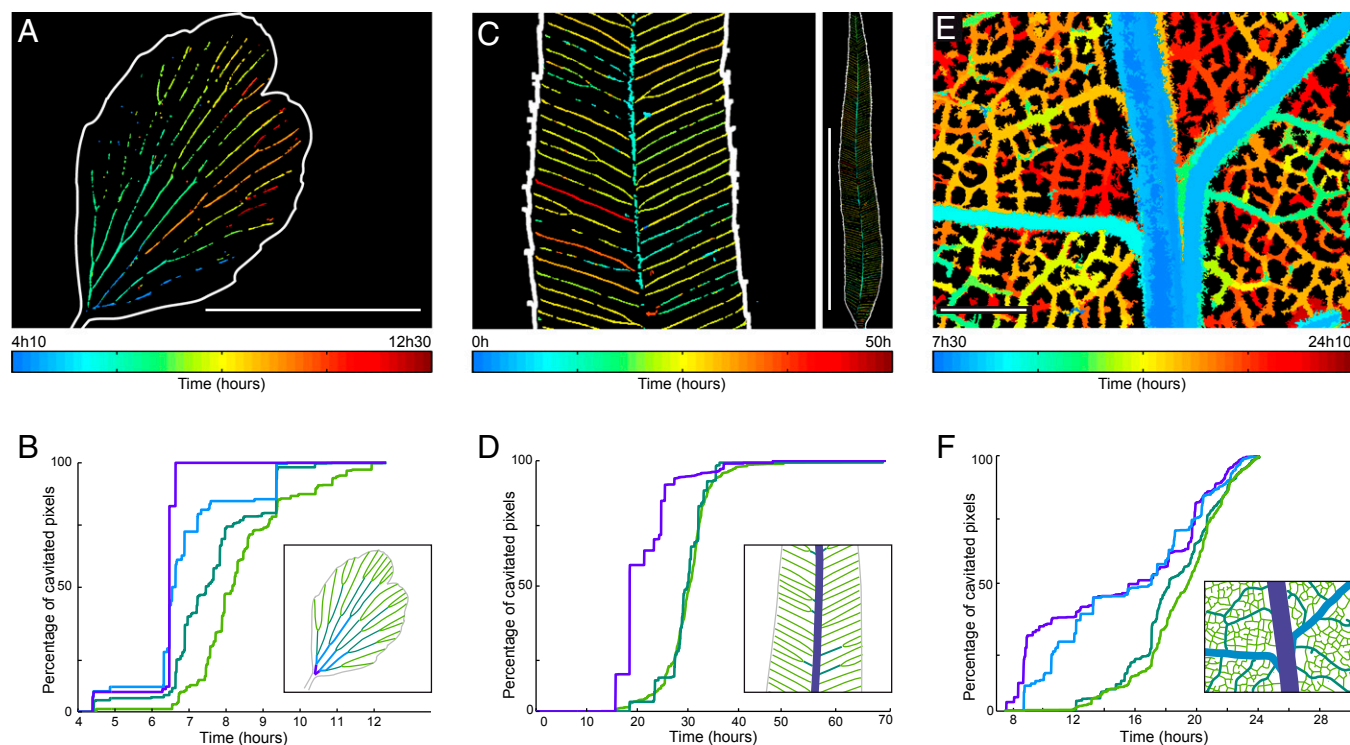 A
C
E
4h10 12h30
Time (hours)
0h 50h
Time (hours)
7h30 24h10
Time (hours)
B
Percentage of cavitated pixels
100
50
0
4 5 6 7 8 9 10 11 12
Time (hours)
D
Percentage of cavitated pixels
100
50
0
0 10 20 30 40 50 60 70
Time (hours)
F
Percentage of cavitated pixels
100
50
0
8 12 16 20 24 28
Time (hours)